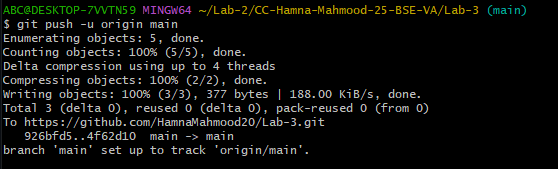 ABC@DESKTOP-7VVTN59 MINGW64 ~/Lab-2/CC-Hamna-Mahmood-25-BSE-VA/Lab-3 (main)
$ git push -u origin main
Enumerating objects: 5, done.
Counting objects: 100% (5/5), done.
Delta compression using up to 4 threads
Compressing objects: 100% (2/2), done.
Writing objects: 100% (3/3), 377 bytes | 188.00 KiB/s, done.
Total 3 (delta 0), reused 0 (delta 0), pack-reused 0 (from 0)
To https://github.com/HamnaMahmood20/Lab-3.git
   926bfd5..4f62d10  main -> main
branch 'main' set up to track 'origin/main'.